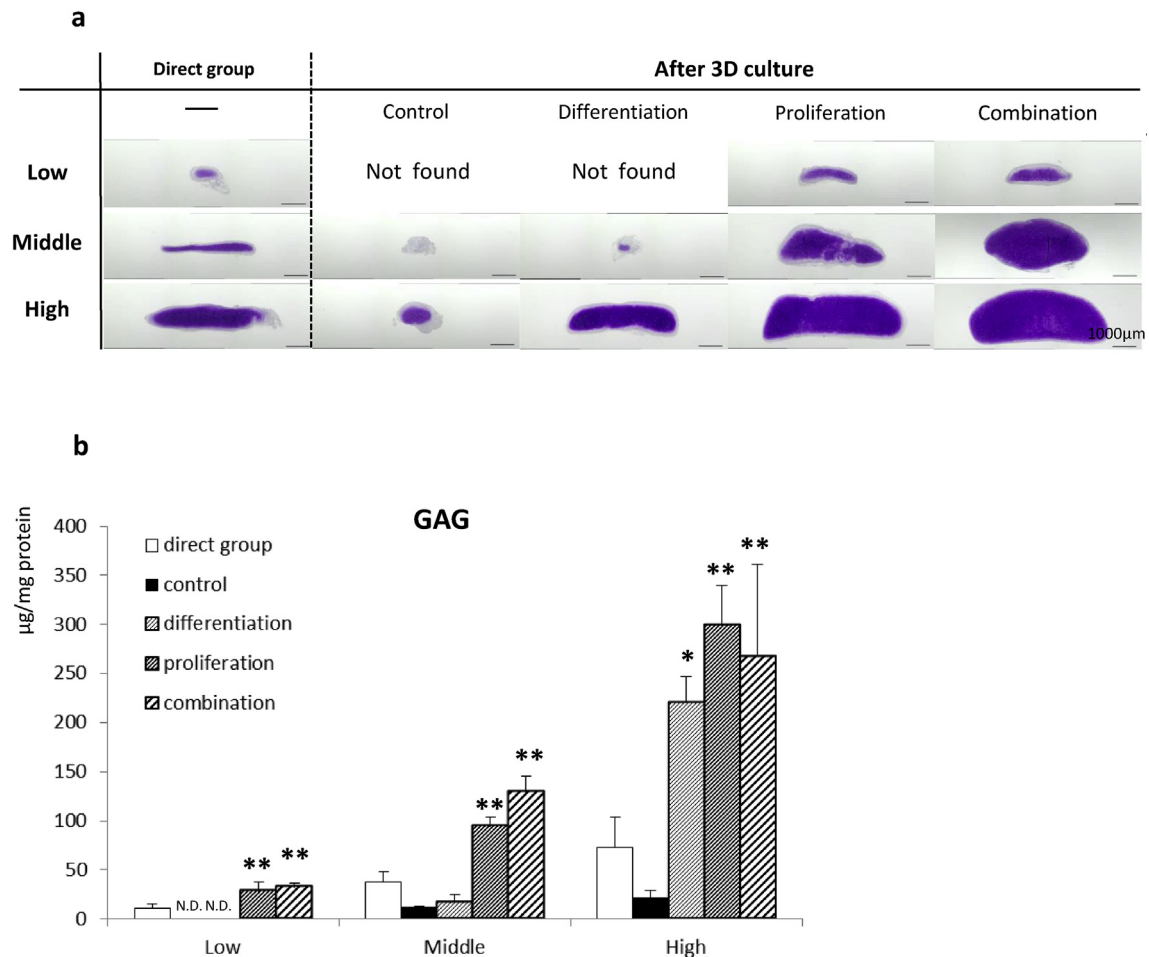 a
Direct group
After 3D culture
—
Control
Differentiation
Proliferation
Combination
Low
Not found
Not found
Middle
High
1000μm
b
GAG
μg/mg protein
400
350
300
250
200
150
100
50
0
direct group
control
differentiation
proliferation
combination
** **
N.D. N.D.
** **
* ** **
Low
Middle
High